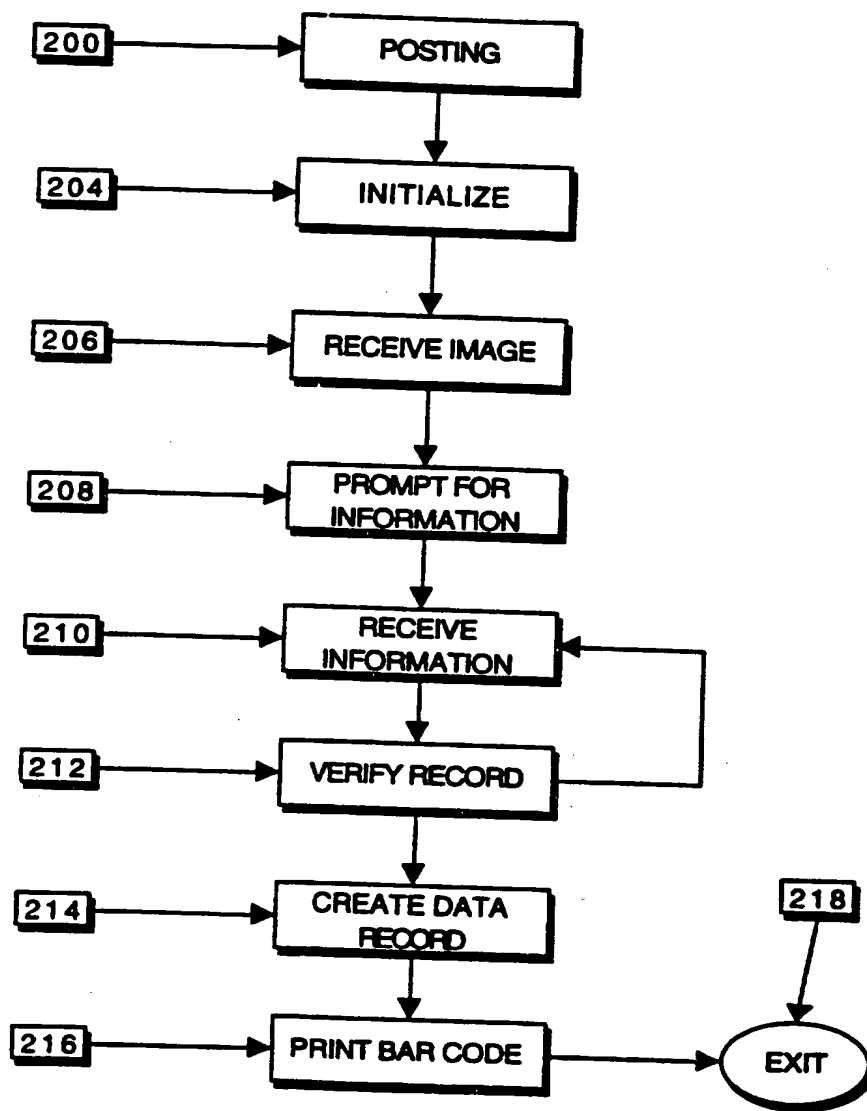 200
POSTING
204
INITIALIZE
206
RECEIVE IMAGE
208
PROMPT FOR
INFORMATION
210
RECEIVE
INFORMATION
212
VERIFY RECORD
214
CREATE DATA
RECORD
218
216
PRINT BAR CODE
EXIT